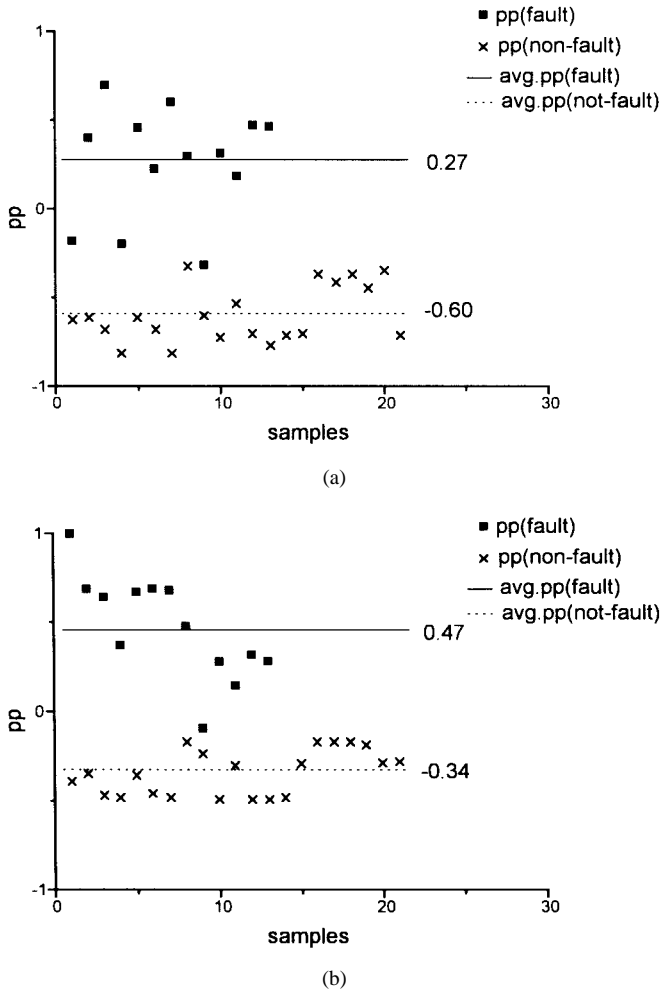 pp(fault)
pp(non-fault)
avg.pp(fault)
avg.pp(not-fault)
1
0.27
0
pp
-0.60
-1
0 10 20 30
samples
(a)
pp(fault)
pp(non-fault)
avg.pp(fault)
avg.pp(not-fault)
1
0.47
0
pp
-0.34
-1
0 10 20 30
samples
(b)